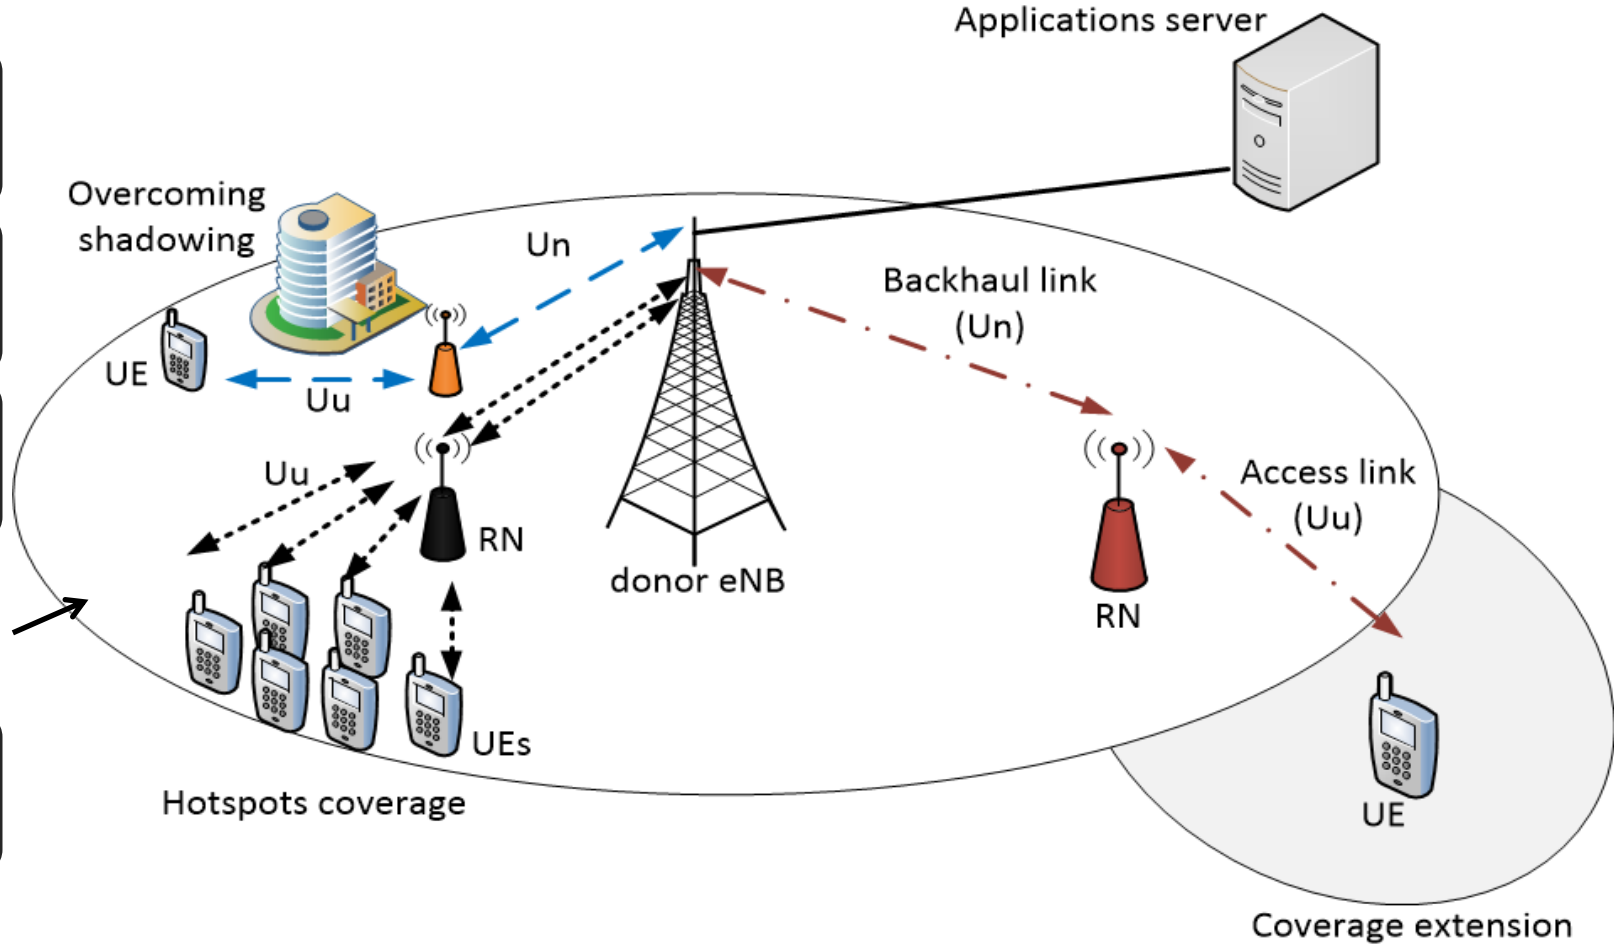 Applications server
Overcoming
shadowing
Un
Backhaul link
(Un)
UE
Uu
Uu
Access link
(Uu)
RN
donor eNB
RN
UEs
Hotspots coverage
UE
Coverage extension